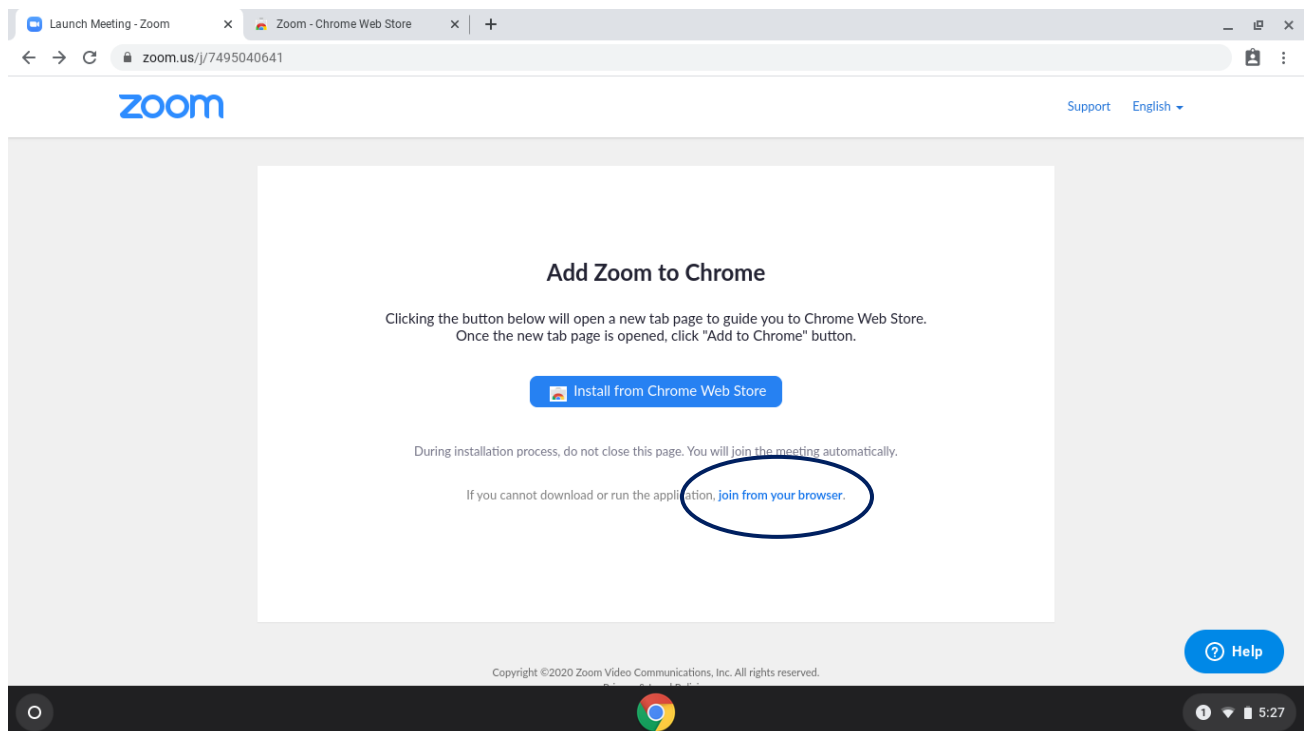 Launch Meeting - Zoom
Zoom - Chrome Web Store
zoom.us/j/7495040641
zoom
Support English
Add Zoom to Chrome
Clicking the button below will open a new tab page to guide you to Chrome Web Store.
Once the new tab page is opened, click "Add to Chrome" button.
Install from Chrome Web Store
During installation process, do not close this page. You will join the meeting automatically.
If you cannot download or run the application, join from your browser.
Help
Copyright ©2020 Zoom Video Communications, Inc. All rights reserved.
1 5:27